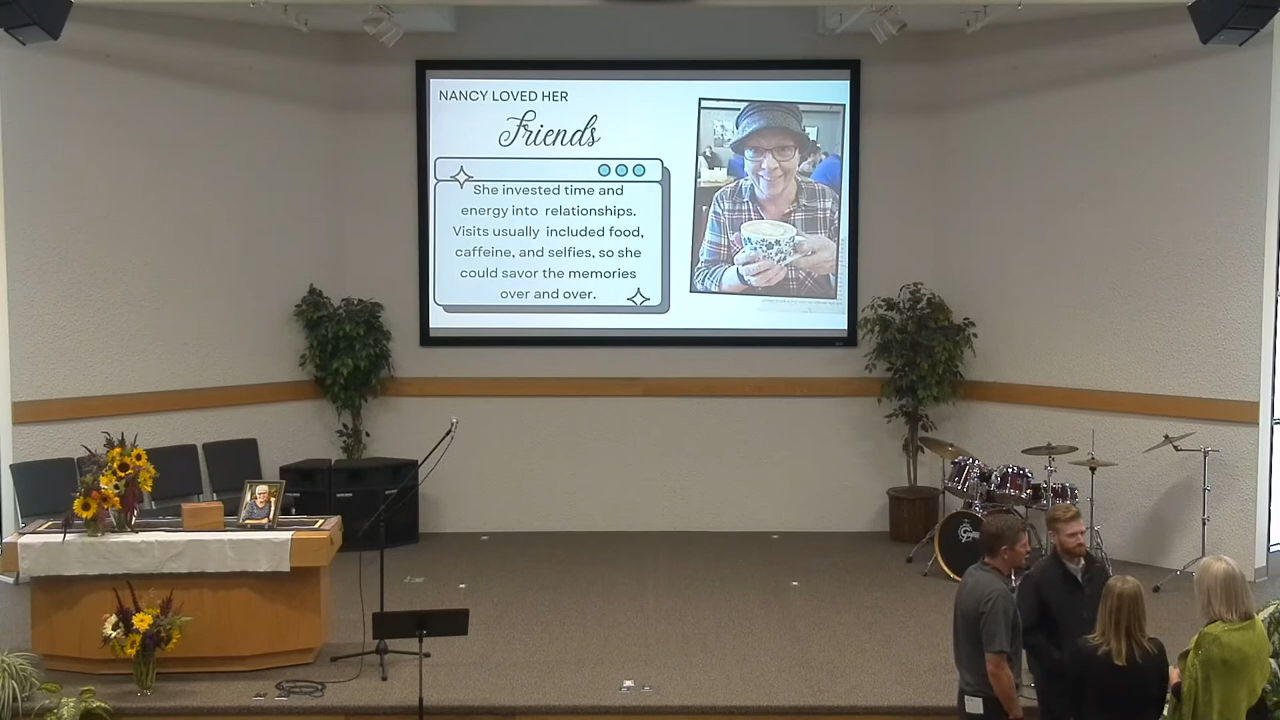 NANCY LOVED HER
Friends
She invested time and
energy into relationships.
Visits usually included food,
caffeine, and selfies, so she
could savor the memories
over and over.